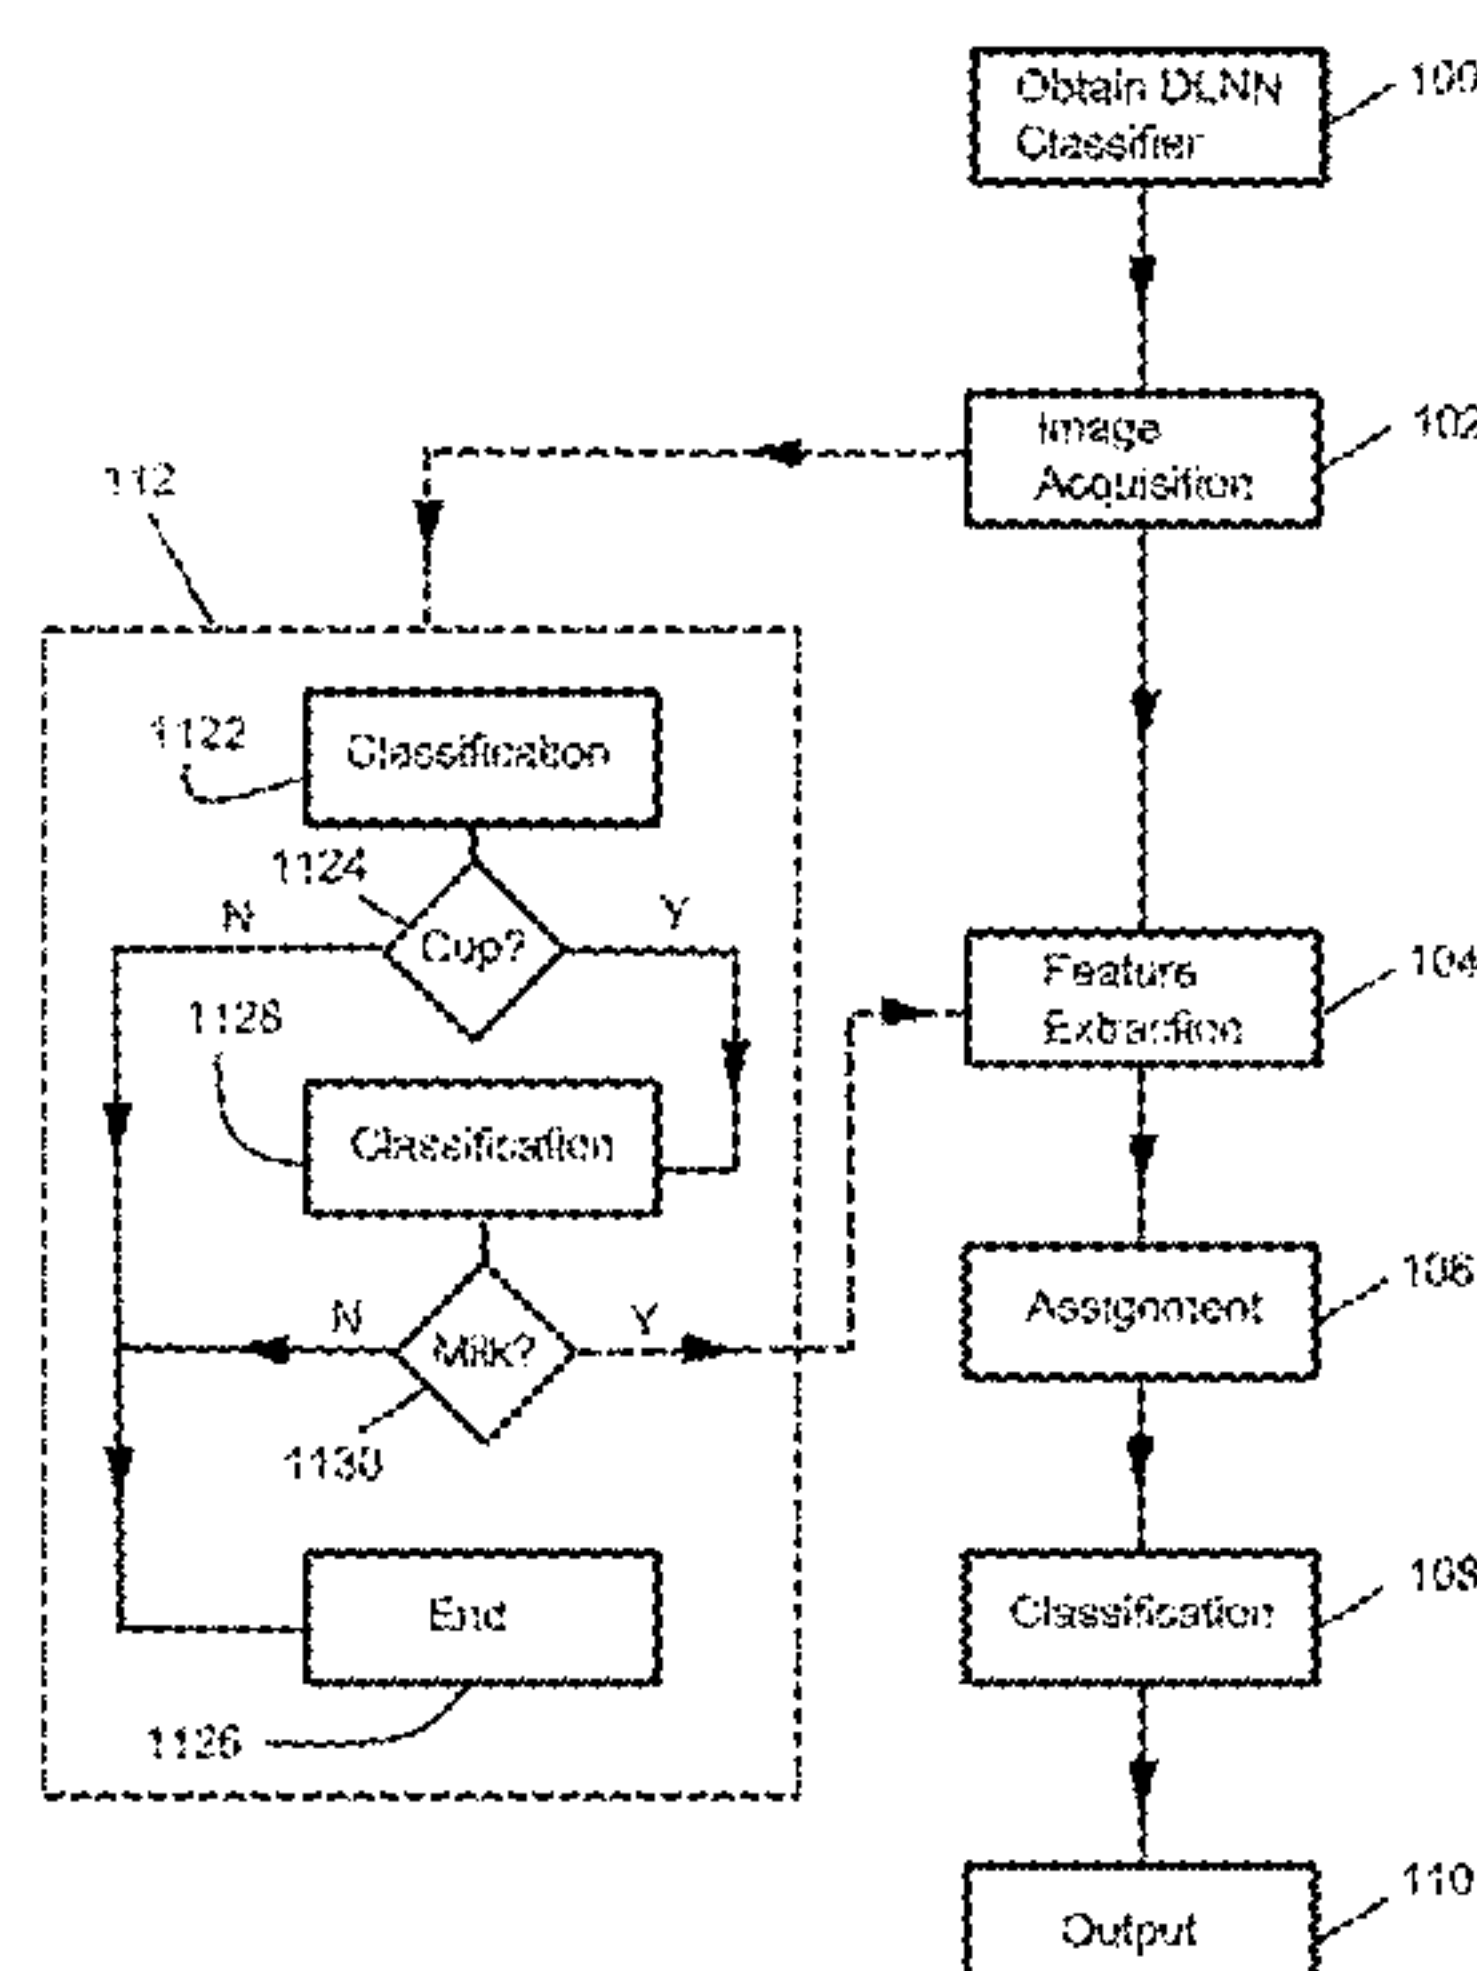 Obtain DLNN
Classifier
100
Image
Acquisition
102
112
1122
Classification
1124
N
Cup?
Y
1128
Classification
Feature
Extraction
104
N
Milk?
Y
1130
Assignment
106
End
1126
Classification
108
Output
110